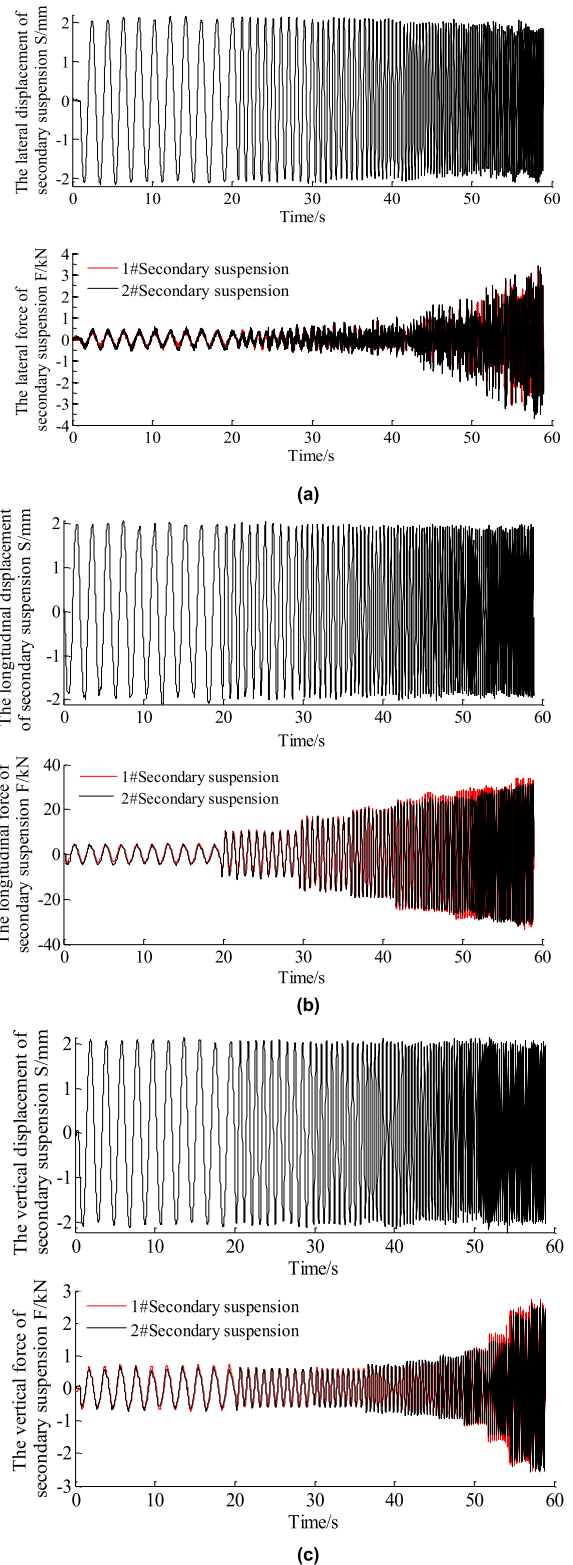 The lateral displacement of
secondary suspension S/mm
2
1
0
-1
-2
0 10 20 30 40 50 60
Time/s
The lateral force of
secondary suspension F/kN
4
3
2
1
0
-1
-2
-3
-4
1#Secondary suspension
2#Secondary suspension
0 10 20 30 40 50 60
Time/s
(a)
The longitudinal displacement
of secondary suspension S/mm
2
1
0
-1
-2
0 10 20 30 40 50 60
Time/s
The longitudinal force of
secondary suspension F/kN
40
20
0
-20
-40
1#Secondary suspension
2#Secondary suspension
0 10 20 30 40 50 60
Time/s
(b)
The vertical displacement of
secondary suspension S/mm
2
1
0
-1
-2
0 10 20 30 40 50 60
Time/s
The vertical force of
secondary suspension F/kN
3
2
1
0
-1
-2
-3
1#Secondary suspension
2#Secondary suspension
0 10 20 30 40 50 60
Time/s
(c)